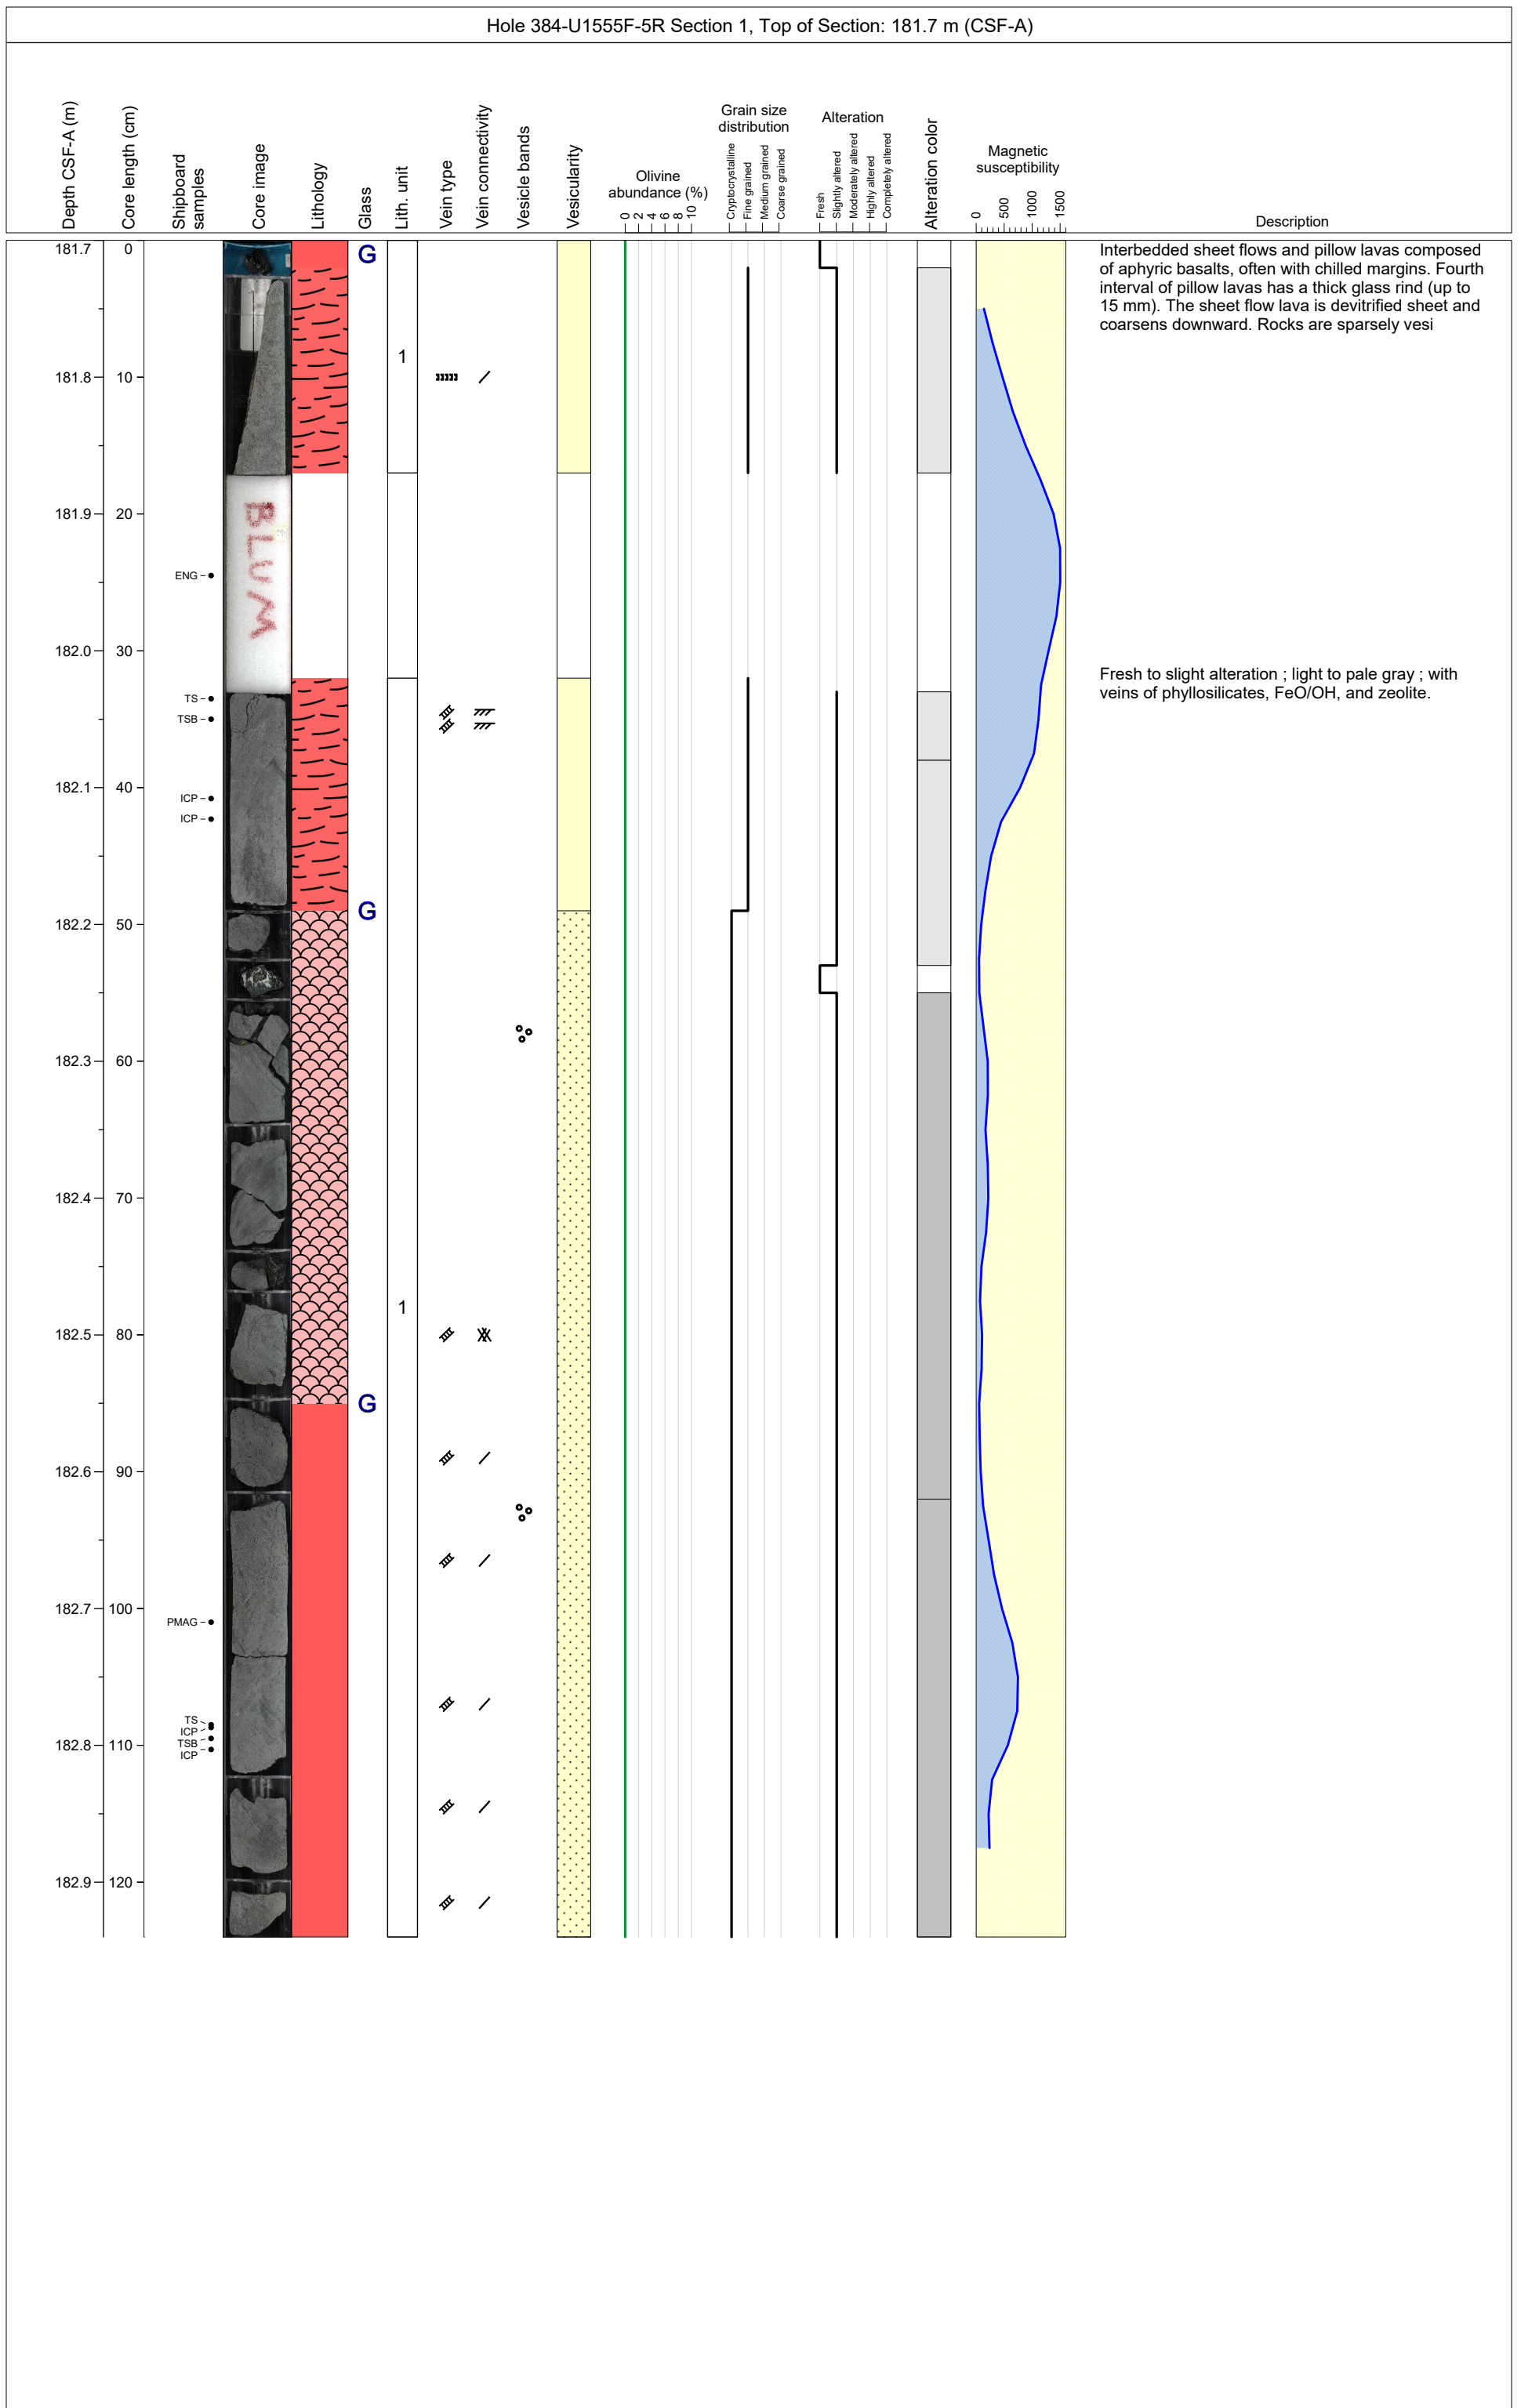 Hole 384-U1555F-5R Section 1, Top of Section: 181.7 m (CSF-A)
Depth CSF-A (m)
Core length (cm)
Shipboard
samples
Core image
Lithology
Glass
Lith. unit
Vein type
Vein connectivity
Vesicle bands
Vesicularity
Olivine
abundance (%)
0 2 4 6 8 10
Grain size
distribution
Cryptocrystalline
Fine grained
Medium grained
Coarse grained
Alteration
Fresh
Slightly altered
Moderately altered
Highly altered
Completely altered
Alteration color
Magnetic
susceptibility
0 500 1000 1500
Description
181.7 0
181.8 10
181.9 20
182.0 30
182.1 40
182.2 50
182.3 60
182.4 70
182.5 80
182.6 90
182.7 100
182.8 110
182.9 120
ENG
TS
TSB
ICP
ICP
PMAG
TS
ICP
TSB
ICP
BLUM
G
G
G
1
1
Interbedded sheet flows and pillow lavas composed
of aphyric basalts, often with chilled margins. Fourth
interval of pillow lavas has a thick glass rind (up to
15 mm). The sheet flow lava is devitrified sheet and
coarsens downward. Rocks are sparsely vesi
Fresh to slight alteration ; light to pale gray ; with
veins of phyllosilicates, FeO/OH, and zeolite.